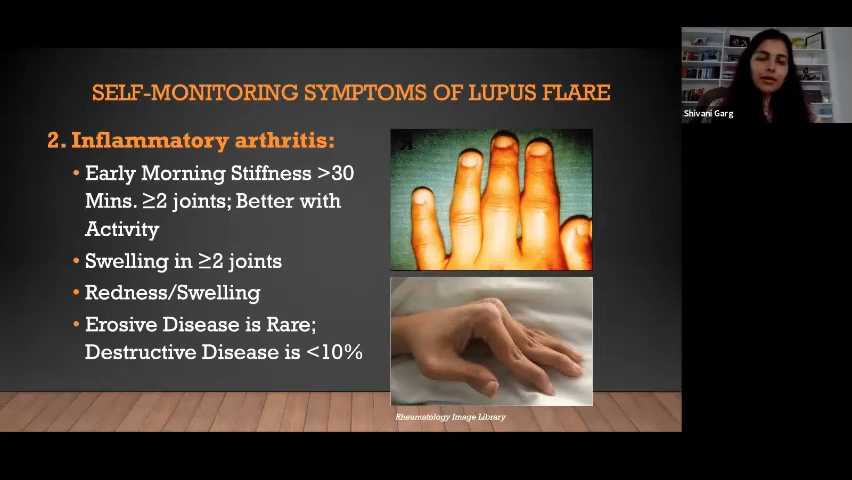 SELF-MONITORING SYMPTOMS OF LUPUS FLARE
2. Inflammatory arthritis:
• Early Morning Stiffness >30
Mins. ≥2 joints; Better with
Activity
• Swelling in ≥2 joints
• Redness/Swelling
• Erosive Disease is Rare;
Destructive Disease is <10%
Rheumatology Image Library
Shivani Garg